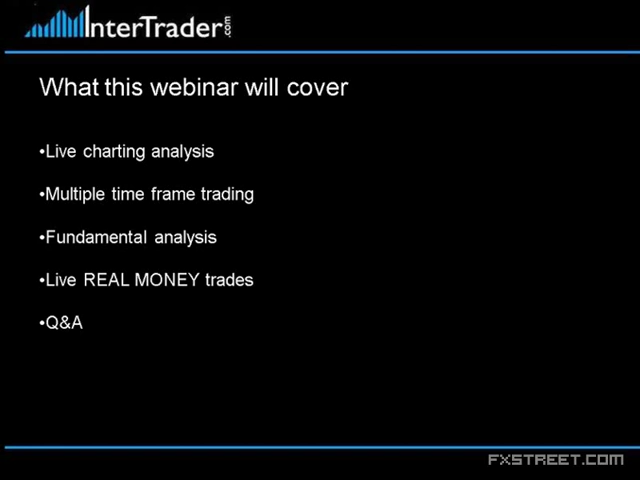 InterTrader.com
What this webinar will cover
•Live charting analysis
•Multiple time frame trading
•Fundamental analysis
•Live REAL MONEY trades
•Q&A
FXSTREET.COM